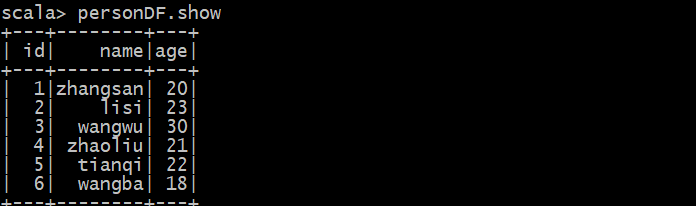 scala> personDF.show
+---+--------+---+
| id|    name|age|
+---+--------+---+
|  1|zhangsan| 20|
|  2|    lisi| 23|
|  3|  wangwu| 30|
|  4| zhaoliu| 21|
|  5|  tianqi| 22|
|  6|  wangba| 18|
+---+--------+---+